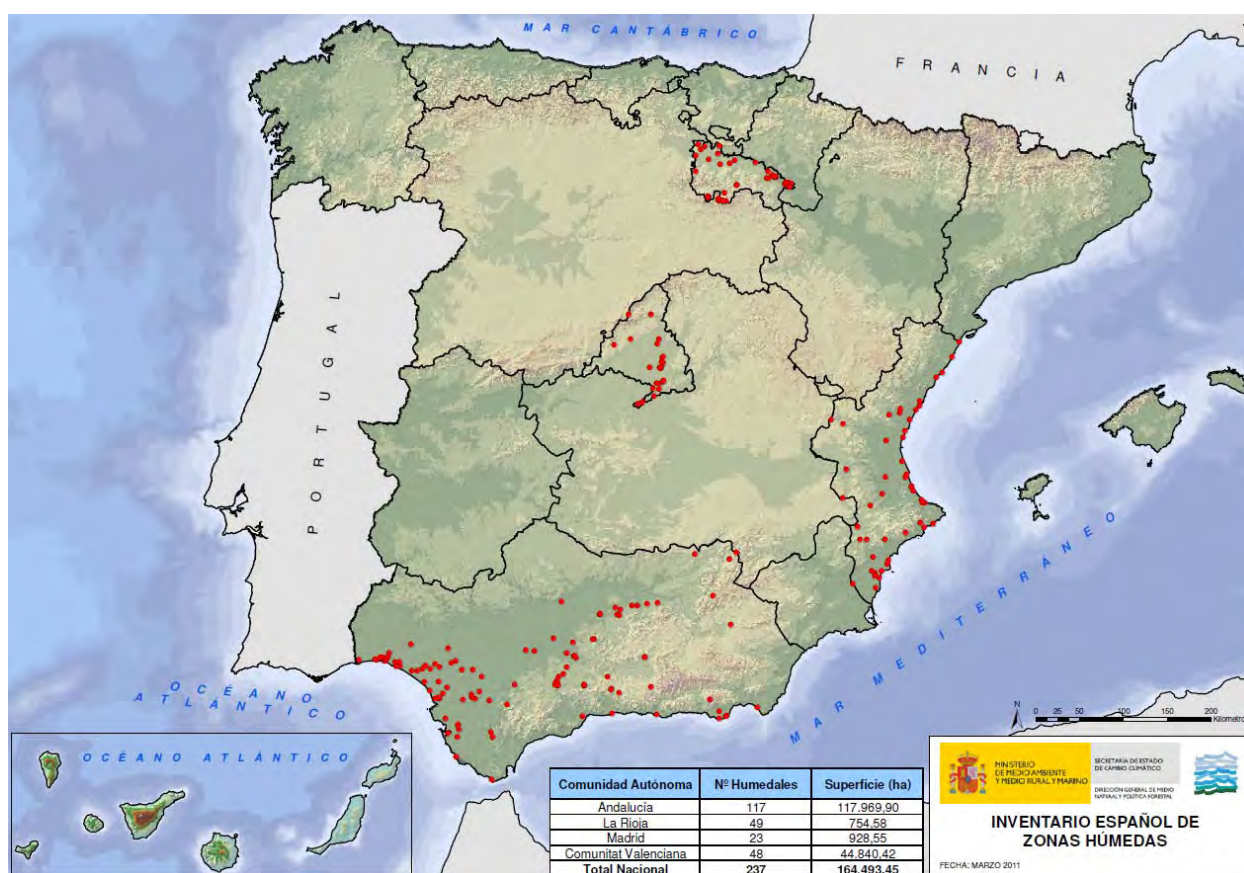 MAR CANTÁBRICO
FRANCIA
PORTUGAL
MAR MEDITERRÁNEO
OCÉANO
ATLÁNTICO
OCÉANO ATLÁNTICO
N
0 25 50 100 150 200
Kilometros
Comunidad Autónoma Nº Humedales Superficie (ha)
Andalucía 117 117.969,90
La Rioja 49 754,58
Madrid 23 928,55
Comunitat Valenciana 48 44.840,42
Total Nacional 237 164.493,45
MINISTERIO
DE MEDIO AMBIENTE
Y MEDIO RURAL Y MARINO
SECRETARÍA DE ESTADO
DE CAMBIO CLIMÁTICO
DIRECCIÓN GENERAL DE MEDIO
NATURAL Y POLÍTICA FORESTAL
INVENTARIO ESPAÑOL DE
ZONAS HÚMEDAS
FECHA: MARZO 2011